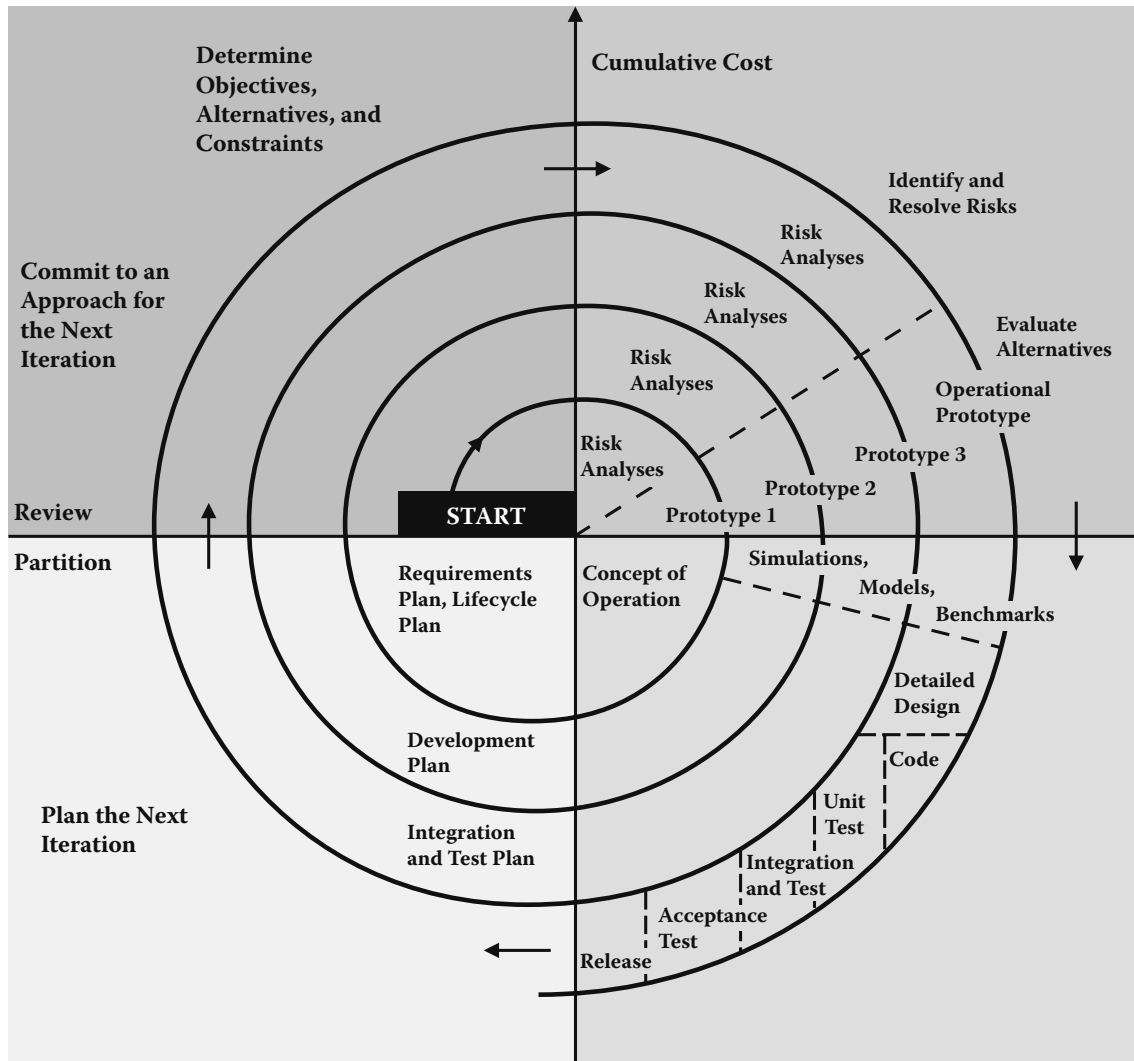 Determine
Objectives,
Alternatives, and
Constraints
Cumulative Cost
Identify and
Resolve Risks
Commit to an
Approach for
the Next
Iteration
Risk
Analyses
Risk
Analyses
Risk
Analyses
Risk
Analyses
Evaluate
Alternatives
Operational
Prototype
Prototype 3
Prototype 2
Prototype 1
START
Review
Partition
Requirements
Plan, Lifecycle
Plan
Concept of
Operation
Simulations,
Models,
Benchmarks
Detailed
Design
Code
Unit
Test
Integration
and Test
Acceptance
Test
Release
Development
Plan
Integration
and Test Plan
Plan the Next
Iteration